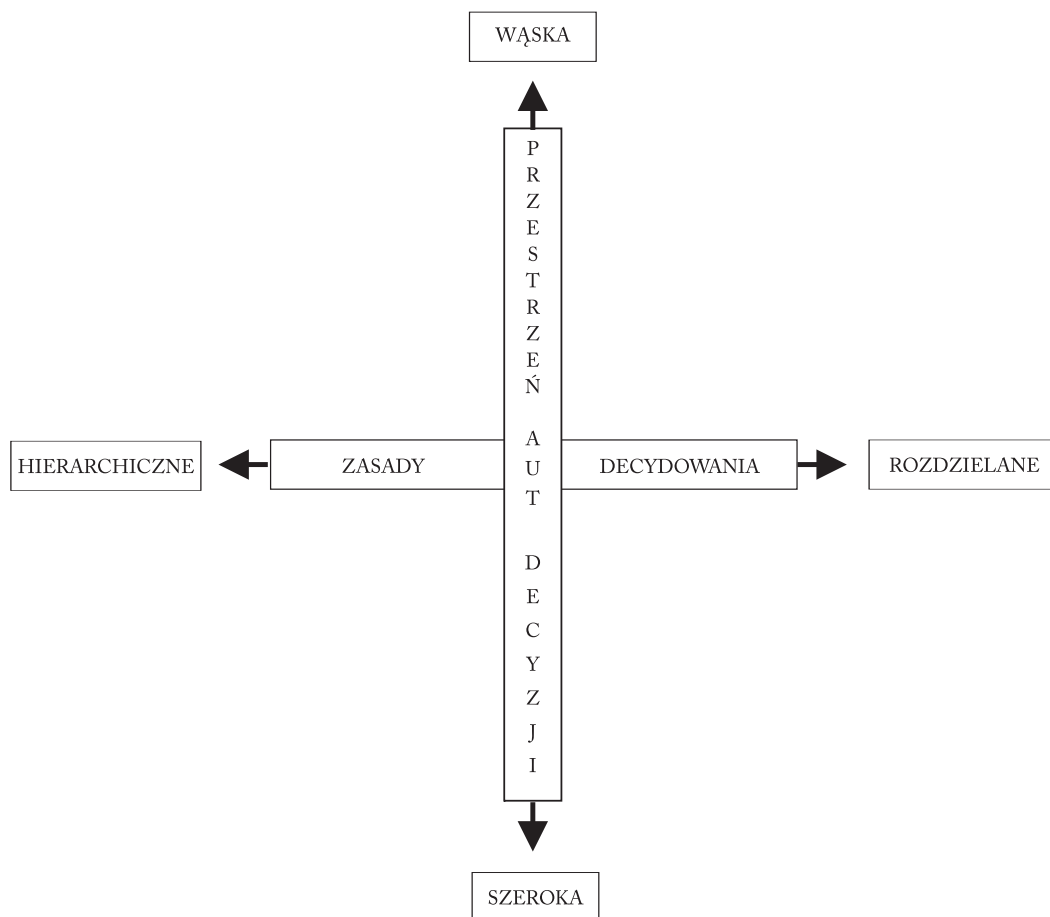 WĄSKA
PRZESTRZEŃ AUT DECYZJI
HIERARCHICZNE
ZASADY
DECYDOWANIA
ROZDZIELANE
SZEROKA